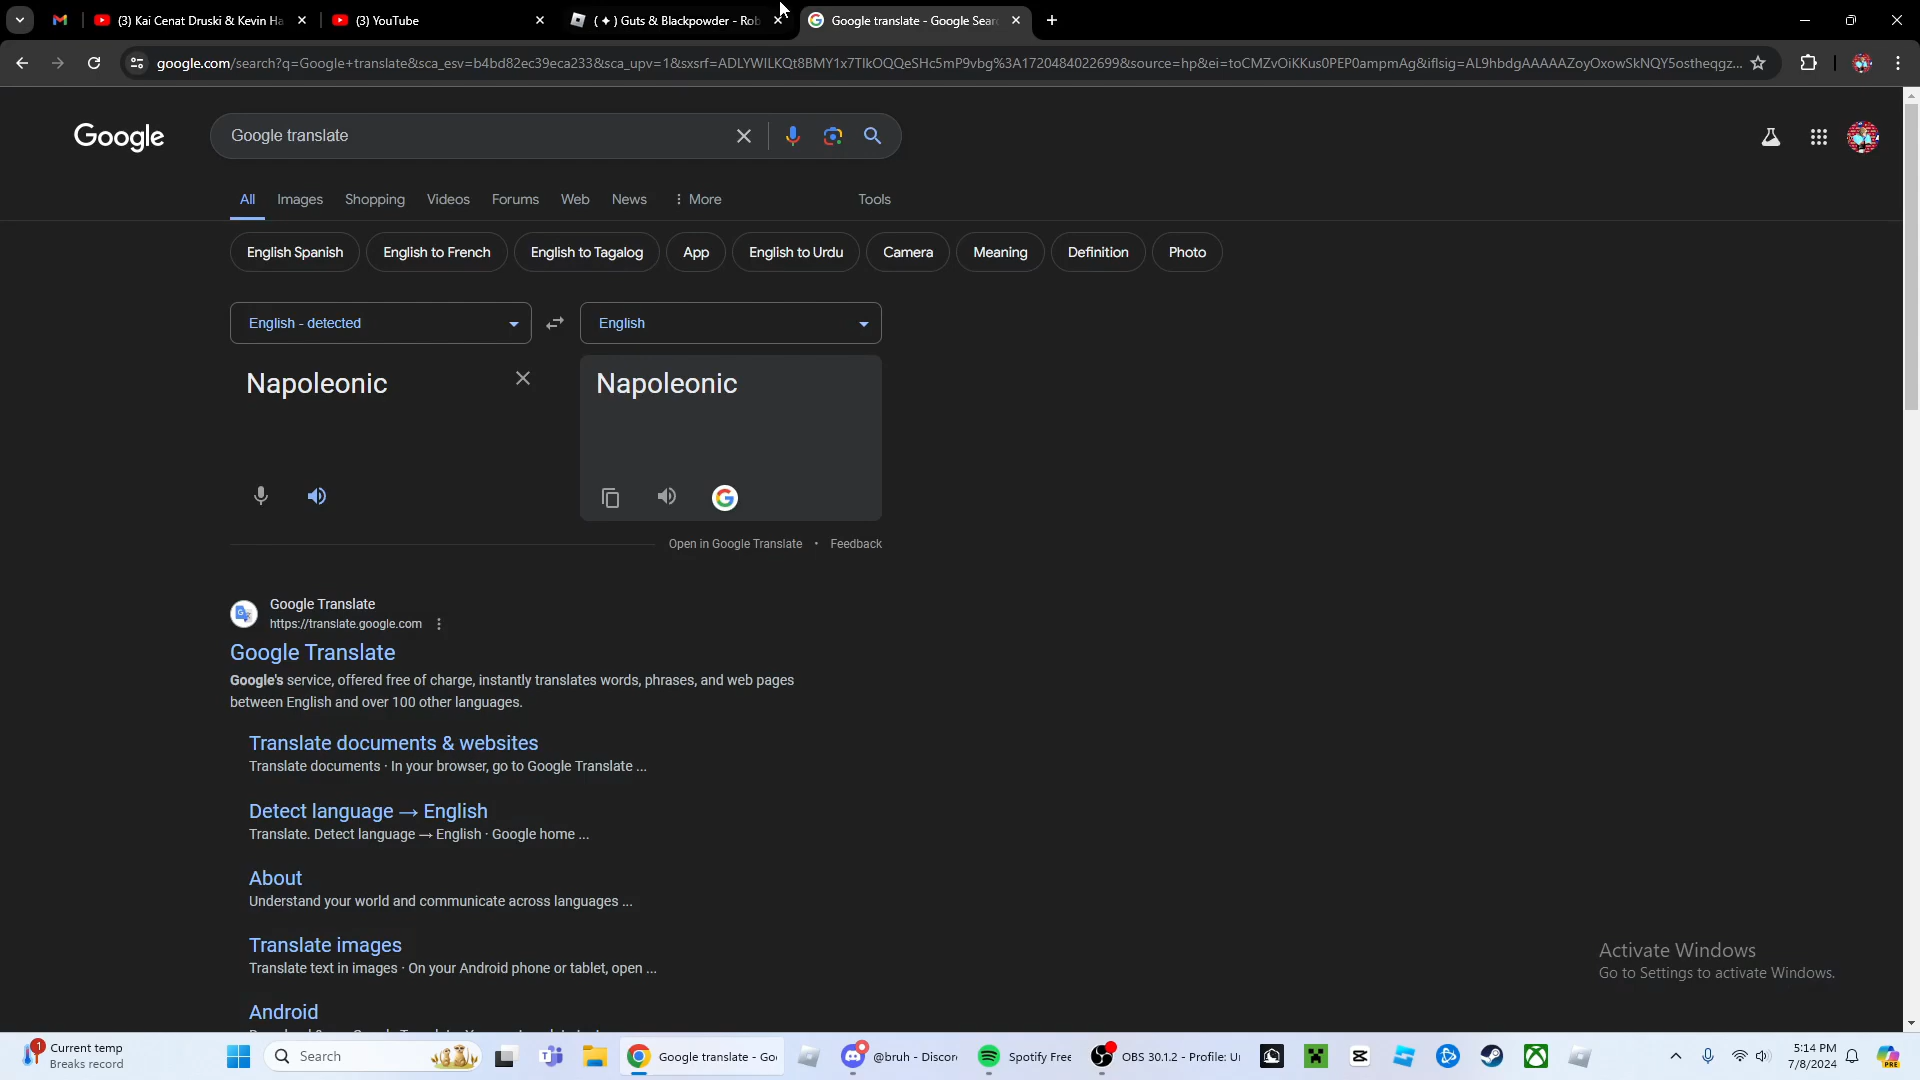 (3) Kai Cenat Druski & Kevin Ha
(3) YouTube
( ✦ ) Guts & Blackpowder - Rob
Google translate - Google Sear
google.com/search?q=Google+translate&sca_esv=b4bd82ec39eca233&sca_upv=1&sxsrf=ADLYWILKQt8BMY1x7TIkOQQeSHc5mP9vbg%3A1720484022699&source=hp&ei=toCMZvOiKKus0PEP0ampmAg&iflsig=AL9hbdgAAAAAZoyOxowSkNQY5ostheqgz...
Google
Google translate
All
Images
Shopping
Videos
Forums
Web
News
More
Tools
English Spanish
English to French
English to Tagalog
App
English to Urdu
Camera
Meaning
Definition
Photo
English - detected
English
Napoleonic
Napoleonic
Open in Google Translate • Feedback
Google Translate
https://translate.google.com
Google Translate
Google's service, offered free of charge, instantly translates words, phrases, and web pages
between English and over 100 other languages.
Translate documents & websites
Translate documents · In your browser, go to Google Translate ...
Detect language → English
Translate. Detect language → English · Google home ...
About
Understand your world and communicate across languages ...
Translate images
Translate text in images · On your Android phone or tablet, open ...
Android
Activate Windows
Go to Settings to activate Windows.
1
Current temp
Breaks record
Search
Google translate - Goo
@bruh - Discor
Spotify Free
OBS 30.1.2 - Profile: U
5:14 PM
7/8/2024
PRE